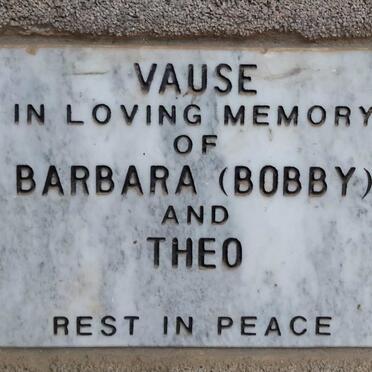 VAUSE
IN LOVING MEMORY
OF
BARBARA (BOBBY)
AND
THEO
REST IN PEACE